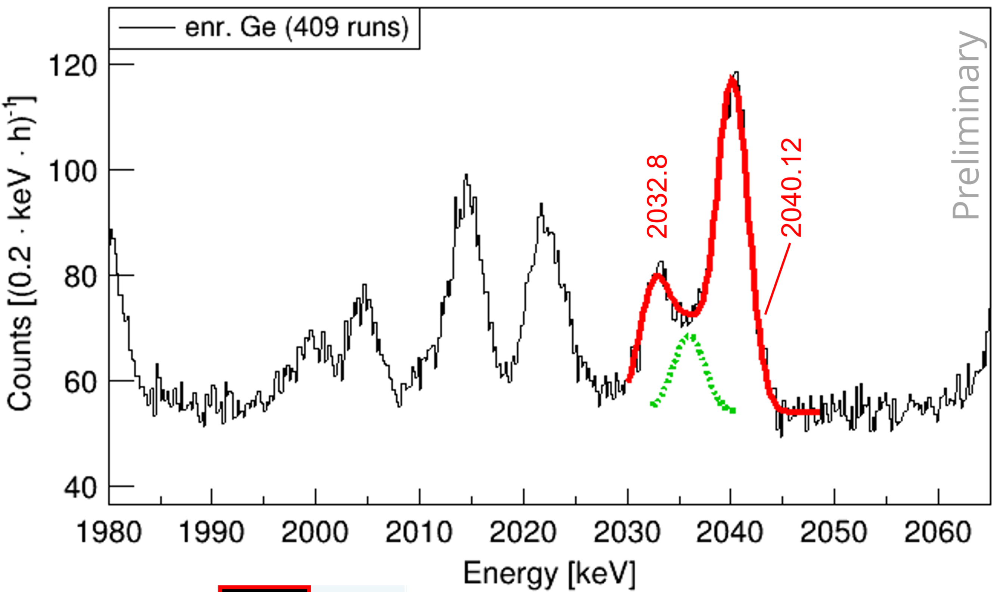 enr. Ge (409 runs)
Preliminary
Counts [(0.2 · keV · h)⁻¹]
120
100
80
60
40
2032.8
2040.12
1980 1990 2000 2010 2020 2030 2040 2050 2060
Energy [keV]